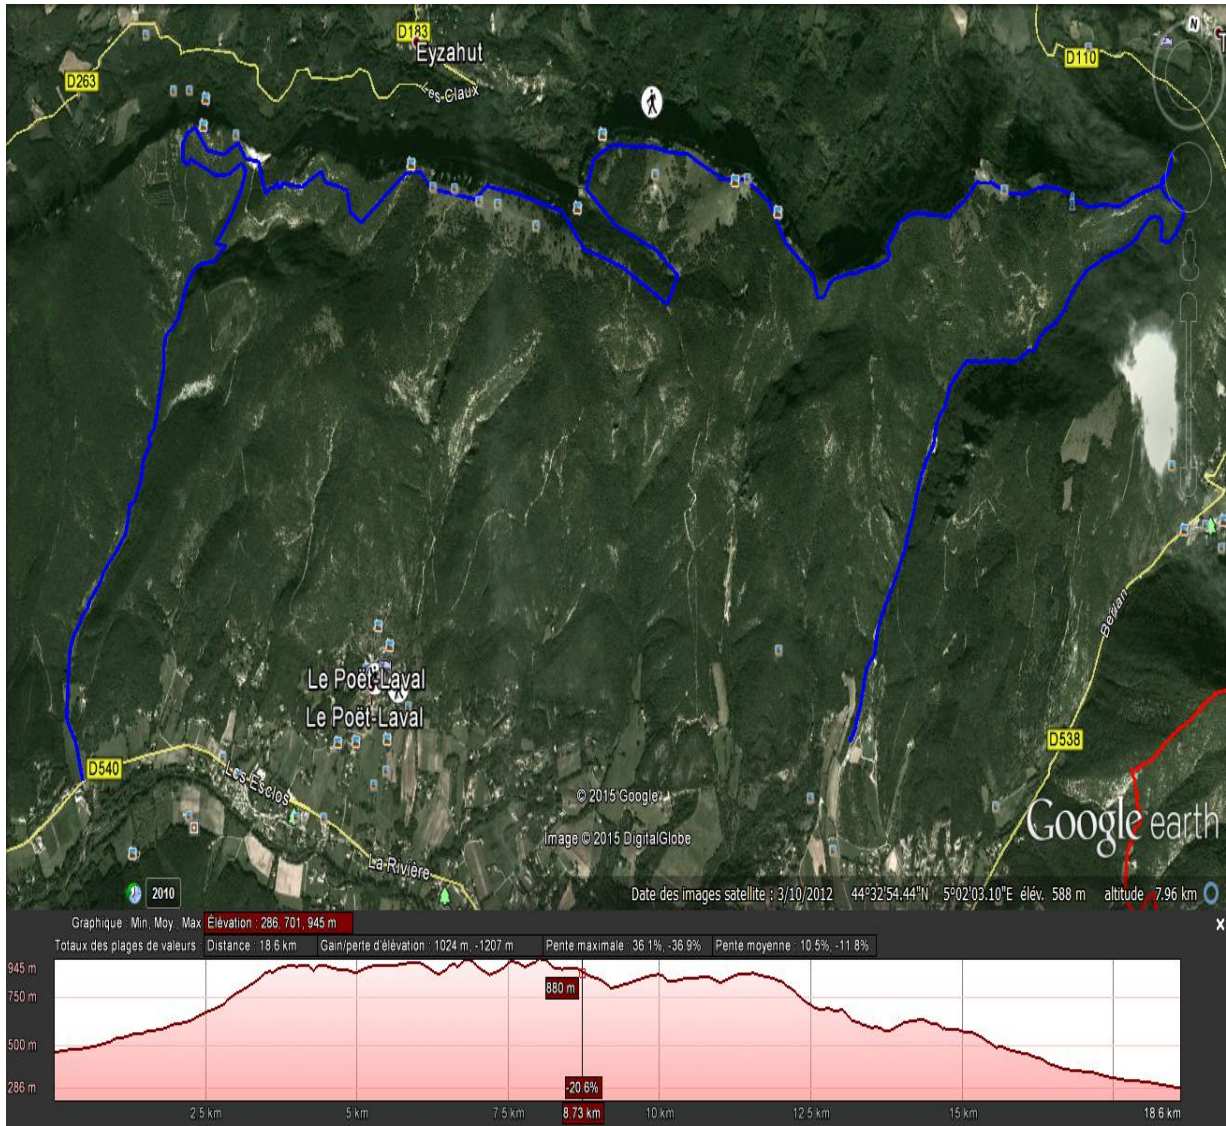 D183
Eyzahut
D263
Les Claux
D110
N
Le Poët-Laval
Le Poët-Laval
D540
Los Esclos
La Rivière
D538
© 2015 Google
Image © 2015 DigitalGlobe
Google earth
2010
Date des images satellite : 3/10/2012 44°32'54.44"N 5°02'03.10"E élév. 588 m altitude 7.96 km
Graphique : Min, Moy., Max Élévation : 286, 701, 945 m
x
Totaux des plages de valeurs : Distance : 18.6 km Gain/perte d'élévation : 1024 m, -1207 m Pente maximale : 36.1%, -36.9% Pente moyenne : 10.5%, -11.8%
945 m
880 m
750 m
500 m
-20.6%
286 m
2.5 km 5 km 7.5 km 8.73 km 10 km 12.5 km 15 km 18.6 km